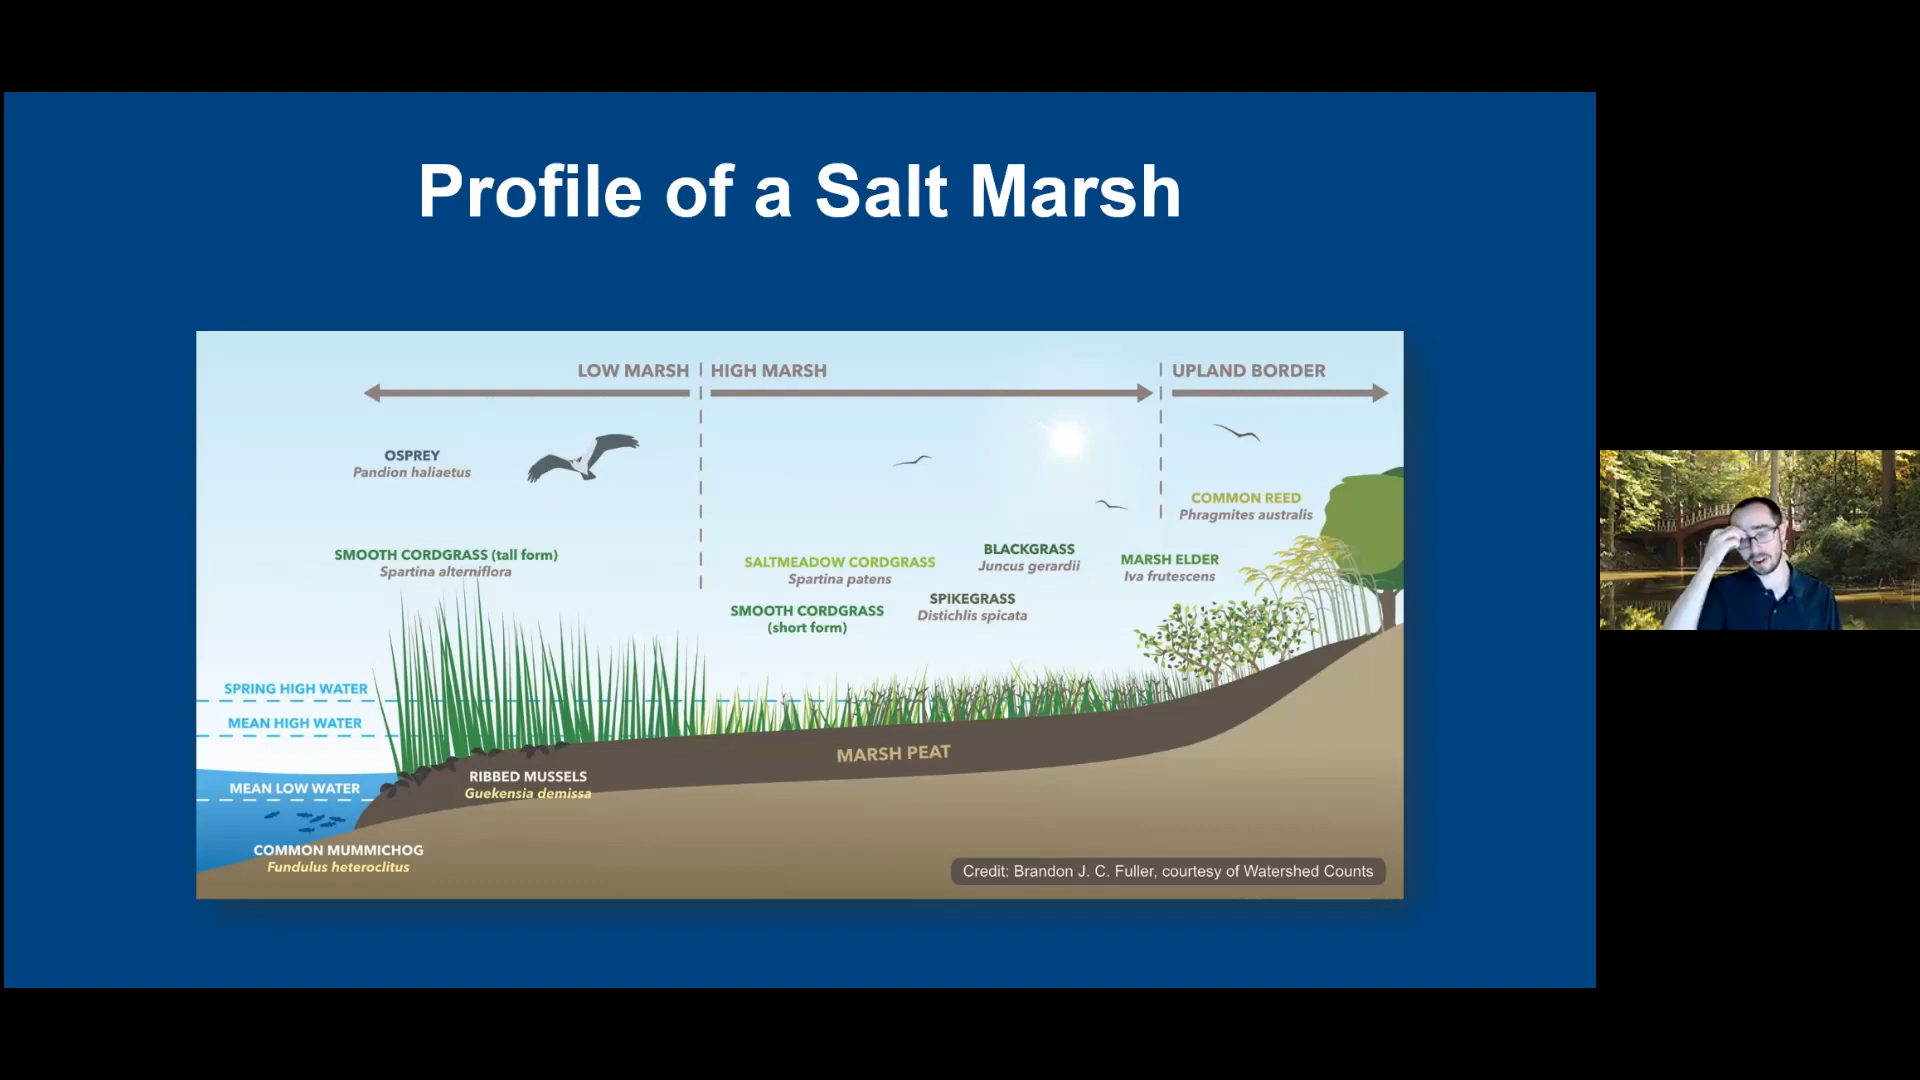 Profile of a Salt Marsh
LOW MARSH
HIGH MARSH
UPLAND BORDER
OSPREY
Pandion haliaetus
COMMON REED
Phragmites australis
SMOOTH CORDGRASS (tall form)
Spartina alterniflora
SALTMEADOW CORDGRASS
Spartina patens
BLACKGRASS
Juncus gerardii
MARSH ELDER
Iva frutescens
SMOOTH CORDGRASS
(short form)
SPIKEGRASS
Distichlis spicata
SPRING HIGH WATER
MEAN HIGH WATER
MARSH PEAT
MEAN LOW WATER
RIBBED MUSSELS
Guekensia demissa
COMMON MUMMICHOG
Fundulus heteroclitus
Credit: Brandon J. C. Fuller, courtesy of Watershed Counts